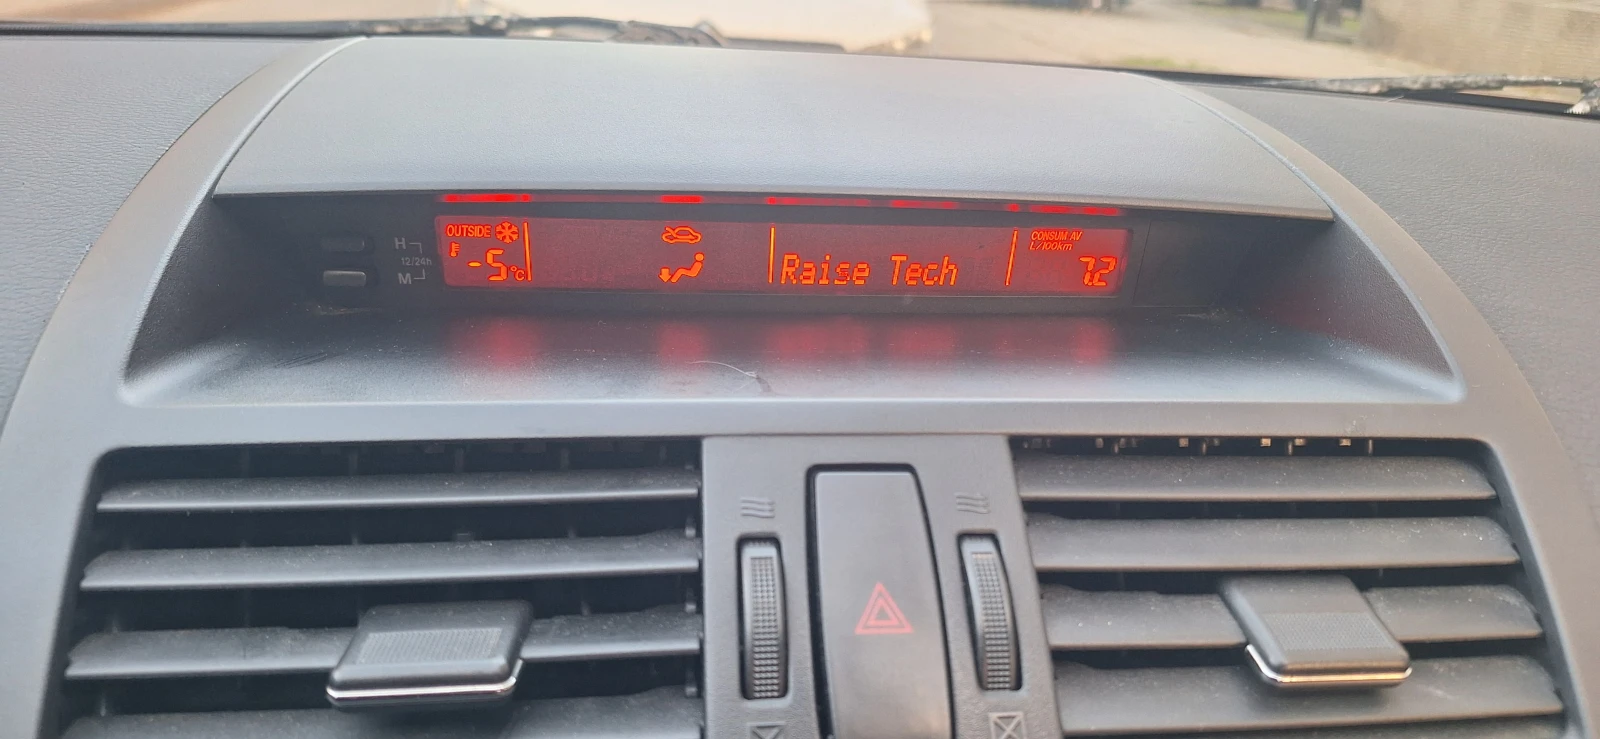 OUTSIDE
-5°C
Raise Tech
CONSUM AV
L/100km
7.2
H
12/24h
M